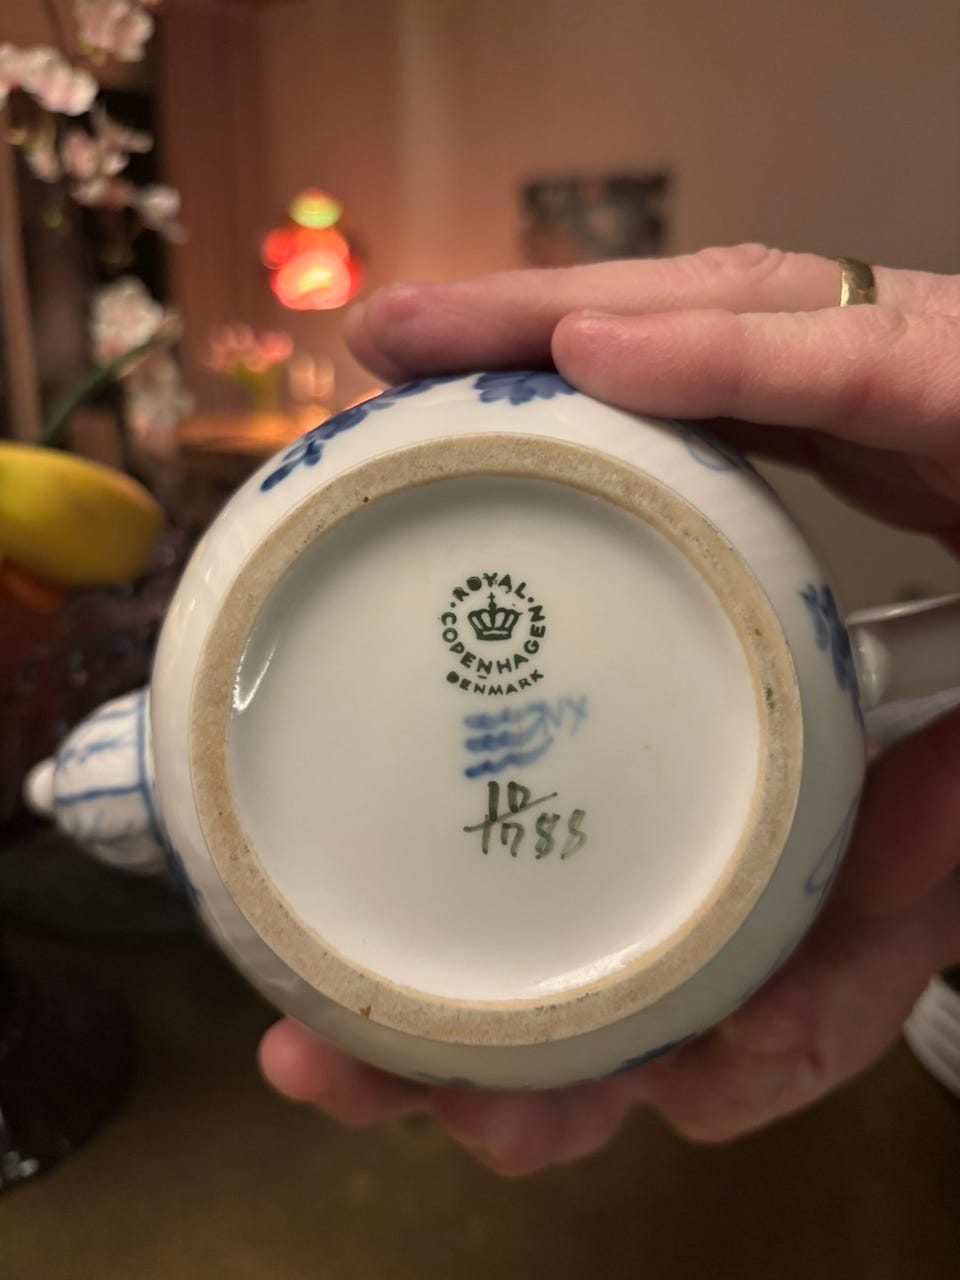 · ROYAL ·
COPENHAGEN
DENMARK
10
1788